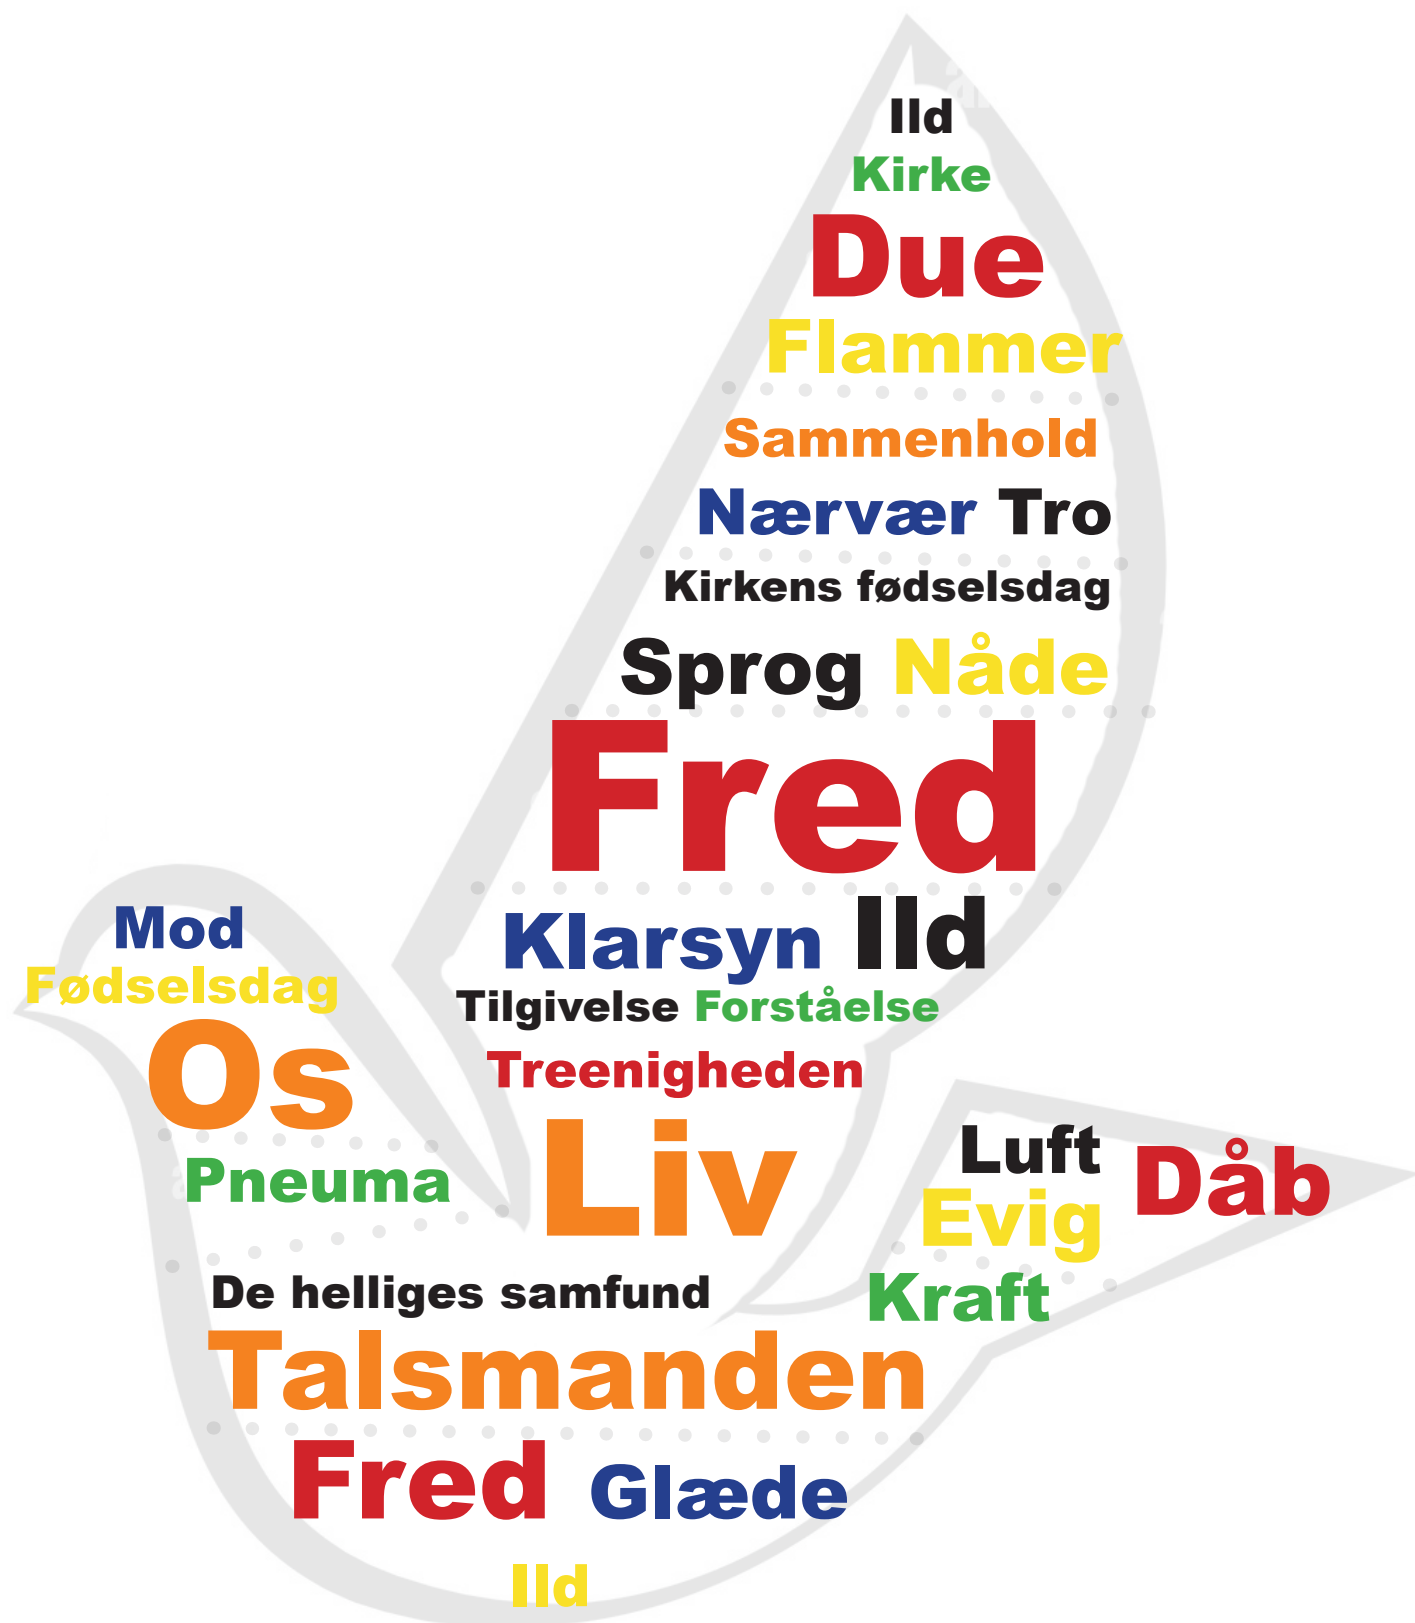 Ild
Kirke
Due
Flammer
Sammenhold
Nærvær Tro
Kirkens fødselsdag
Sprog Nåde
Fred
Klarsyn Ild
Tilgivelse Forståelse
Treenigheden
Liv
Mod
Fødselsdag
Os
Pneuma
Luft
Dåb
Evig
Kraft
De helliges samfund
Talsmanden
Fred Glæde
Ild